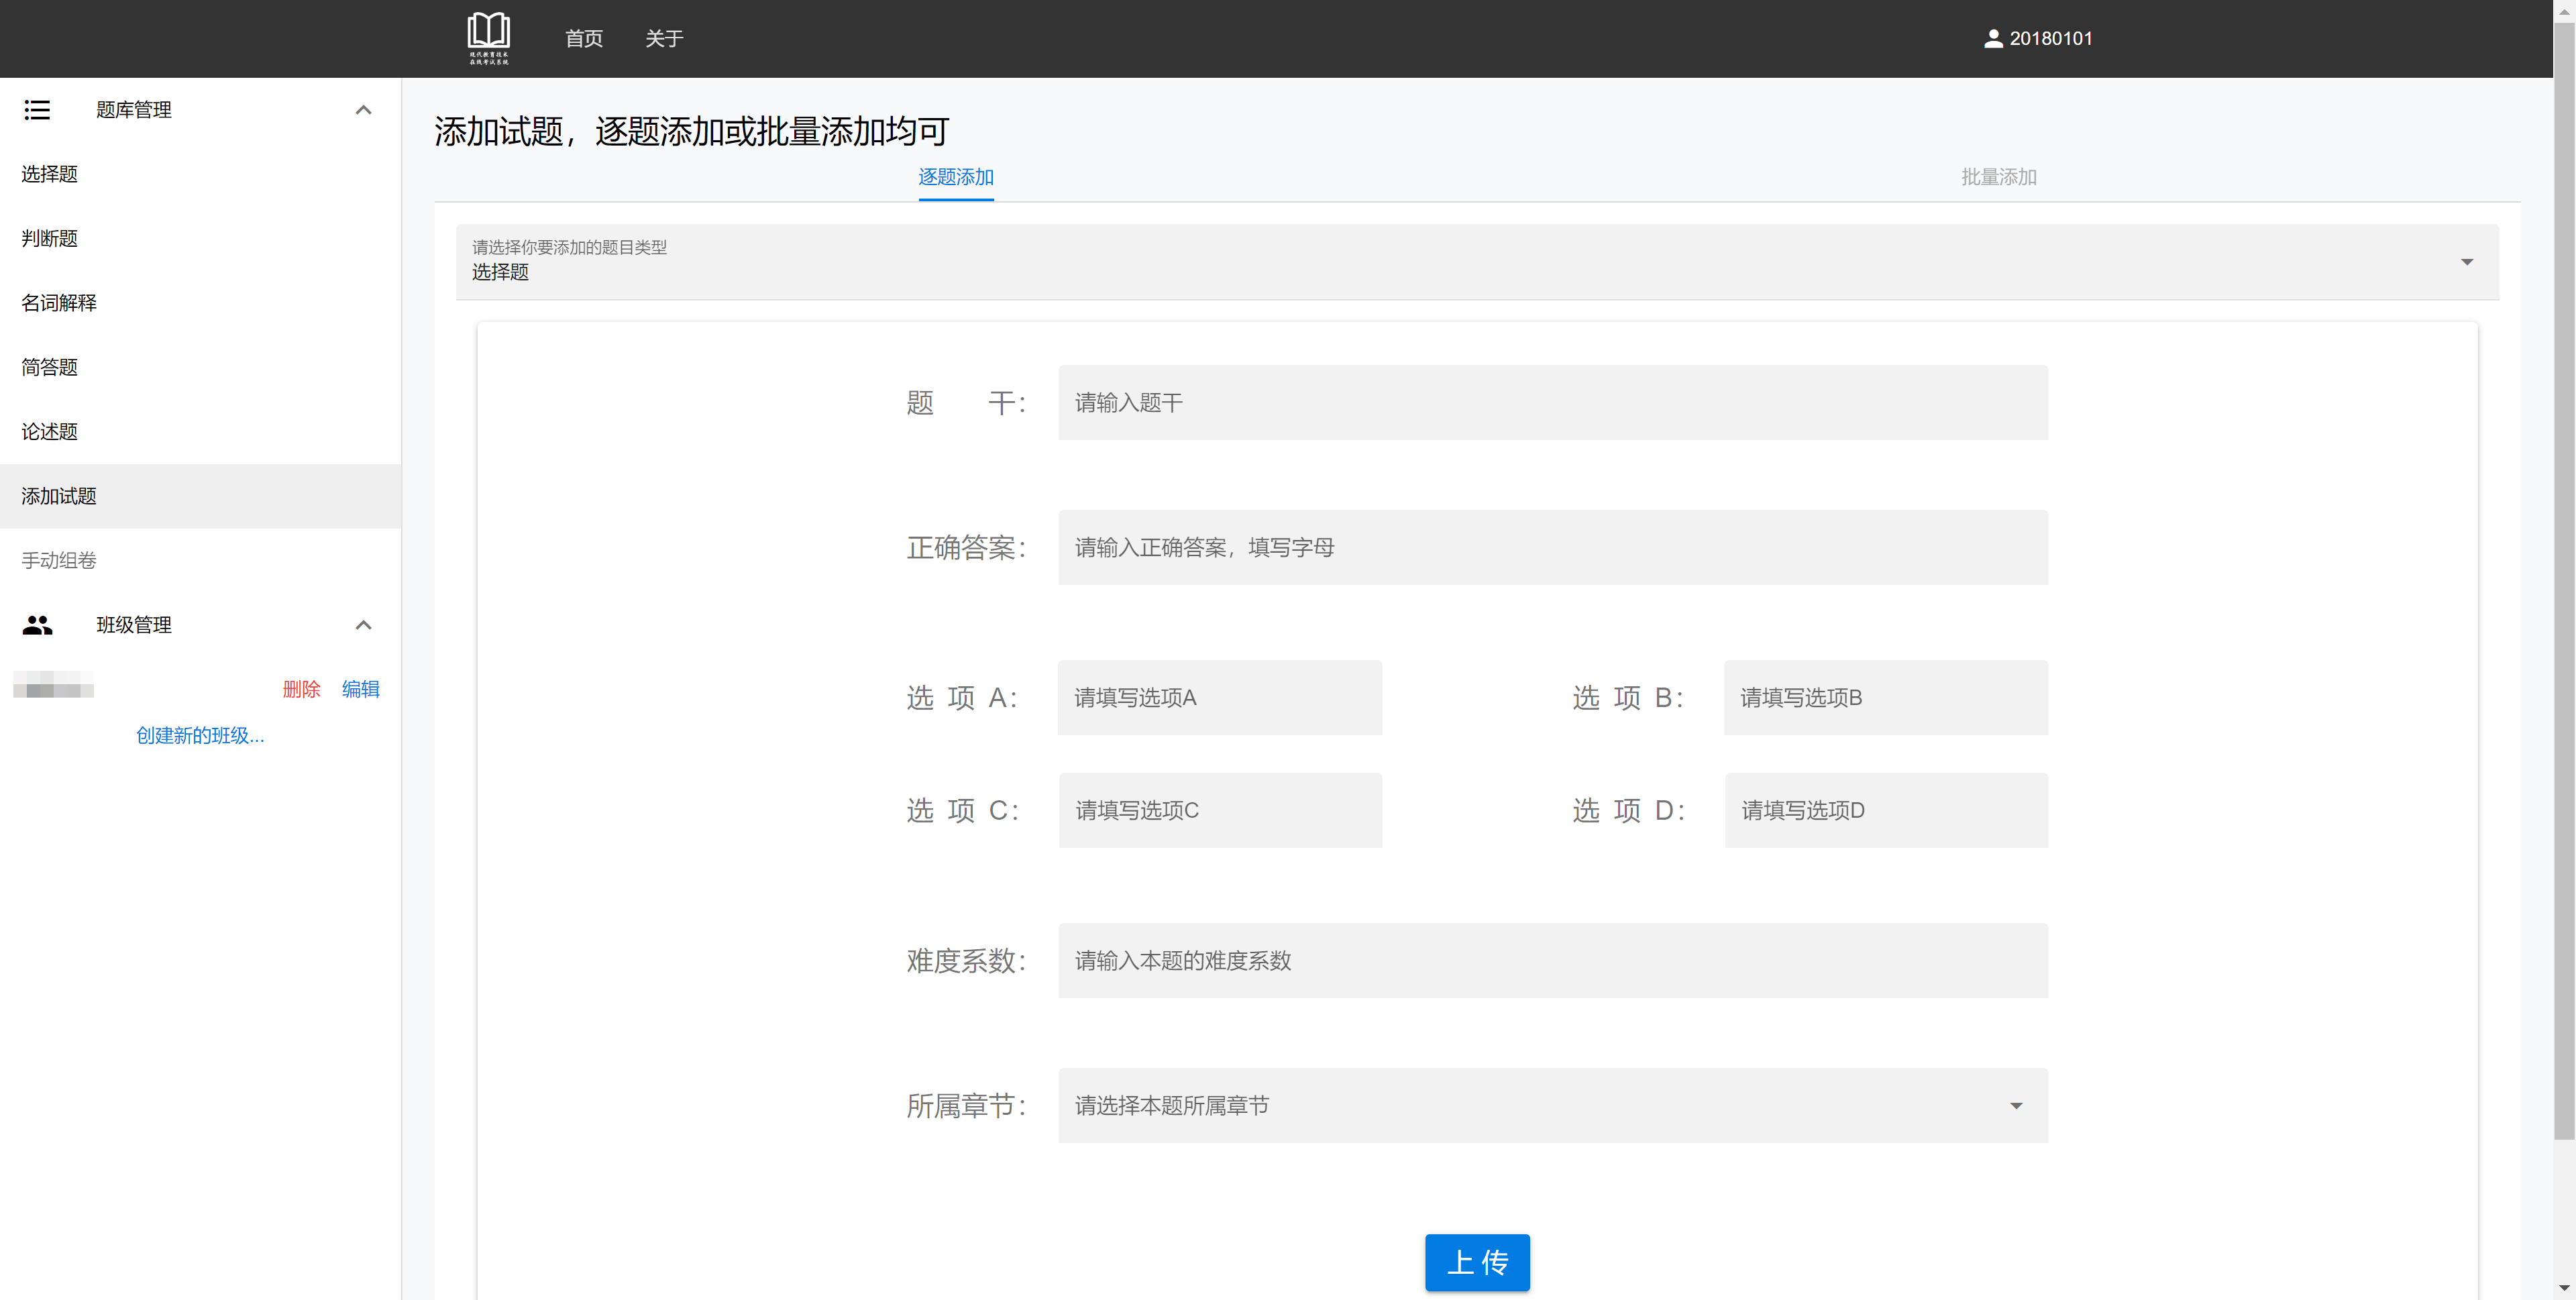 现代教育技术
在线考试系统
首页
关于
20180101
题库管理
选择题
判断题
名词解释
简答题
论述题
添加试题
手动组卷
班级管理
删除 编辑
创建新的班级...
添加试题，逐题添加或批量添加均可
逐题添加
批量添加
请选择你要添加的题目类型
选择题
题 干： 请输入题干
正确答案： 请输入正确答案，填写字母
选 项 A： 请填写选项A 选 项 B： 请填写选项B
选 项 C： 请填写选项C 选 项 D： 请填写选项D
难度系数： 请输入本题的难度系数
所属章节： 请选择本题所属章节
上 传